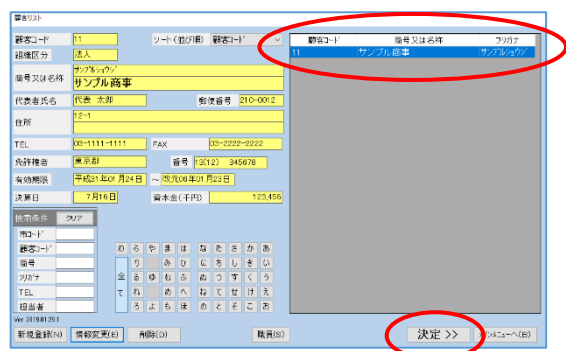 顧客リスト
顧客コード 11 ソート(並び順) 顧客コード
組織区分 法人
商号又は名称 サンプルショウジ
サンプル商事
代表者氏名 代表 太郎 郵便番号 210-0012
住所 12-1
TEL 03-1111-1111 FAX 03-2222-2222
免許権者 東京都 番号 13(12) 345678
有効期限 平成31年01月24日 ～ 改元06年01月23日
決算日 7月16日 資本金(千円) 123,456
検索条件 クリア
市コード
顧客コード
商号
フリガナ
TEL
担当者
わ ら や ま は な た さ か あ
り み ひ に ち し き い
全 る ゆ む ふ ぬ つ す く う
て れ め へ ね て せ け え
ろ よ も ほ の と そ こ お
顧客コード 商号又は名称 フリガナ
11 サンプル商事 サンプルショウジ
Ver 2019.01.29.1
新規登録(N) 情報変更(E) 削除(D) 職員(S) 決定 >> メインメニューへ(B)